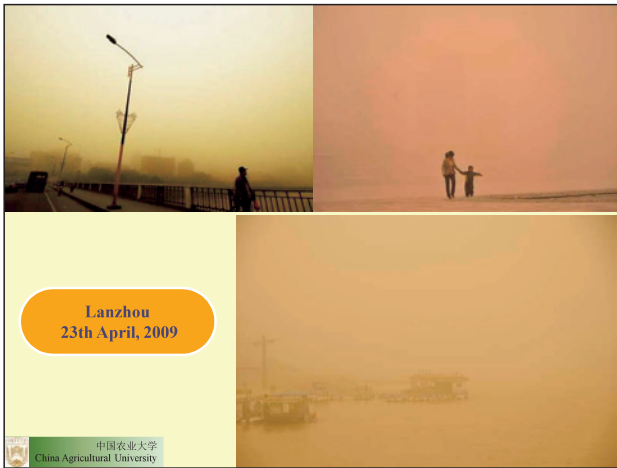 Lanzhou
23th April, 2009
中国农业大学
China Agricultural University